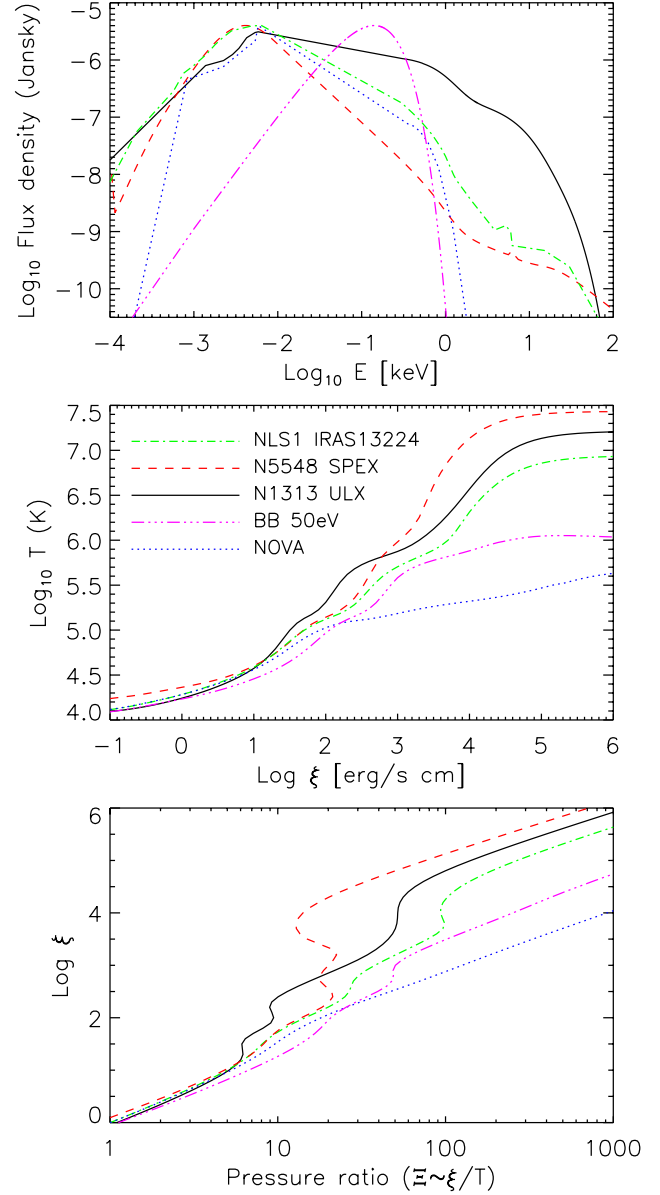 Log₁₀ Flux density (Jansky)
-5
-6
-7
-8
-9
-10
-4 -3 -2 -1 0 1 2
Log₁₀ E [keV]
Log₁₀ T (K)
7.5
7.0
6.5
6.0
5.5
5.0
4.5
4.0
NLS1 IRAS13224
N5548 SPEX
N1313 ULX
BB 50eV
NOVA
-1 0 1 2 3 4 5 6
Log ξ [erg/s cm]
Log ξ
6
4
2
0
1 10 100 1000
Pressure ratio (Ξ~ξ/T)